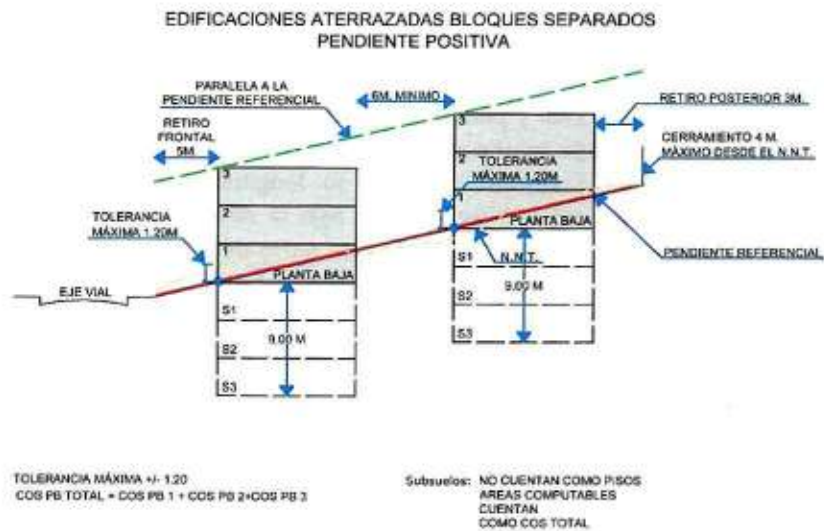 EDIFICACIONES ATERRAZADAS BLOQUES SEPARADOS
PENDIENTE POSITIVA
PARALELA A LA
PENDIENTE REFERENCIAL
6M. MINIMO
RETIRO POSTERIOR 3M.
RETIRO
FRONTAL
5M
CERRAMIENTO 4 M.
MÁXIMO DESDE EL N.N.T.
3
2
1
TOLERANCIA
MÁXIMA 1.20M
PLANTA BAJA
3
2
1
TOLERANCIA
MÁXIMA 1.20M
PLANTA BAJA
PENDIENTE REFERENCIAL
N.N.T.
EJE VIAL
S1
S2
S3
9.00 M
S1
S2
S3
9.00 M
TOLERANCIA MÁXIMA +/- 1.20
COS PB TOTAL = COS PB 1 + COS PB 2+COS PB 3
Subsuelos: NO CUENTAN COMO PISOS
AREAS COMPUTABLES
CUENTAN
COMO COS TOTAL